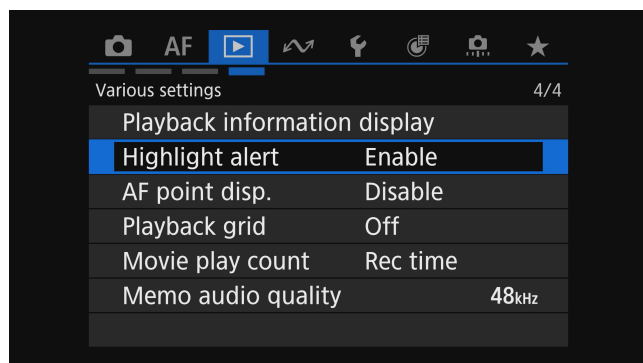 AF
Various settings 4/4
Playback information display
Highlight alert Enable
AF point disp. Disable
Playback grid Off
Movie play count Rec time
Memo audio quality 48kHz